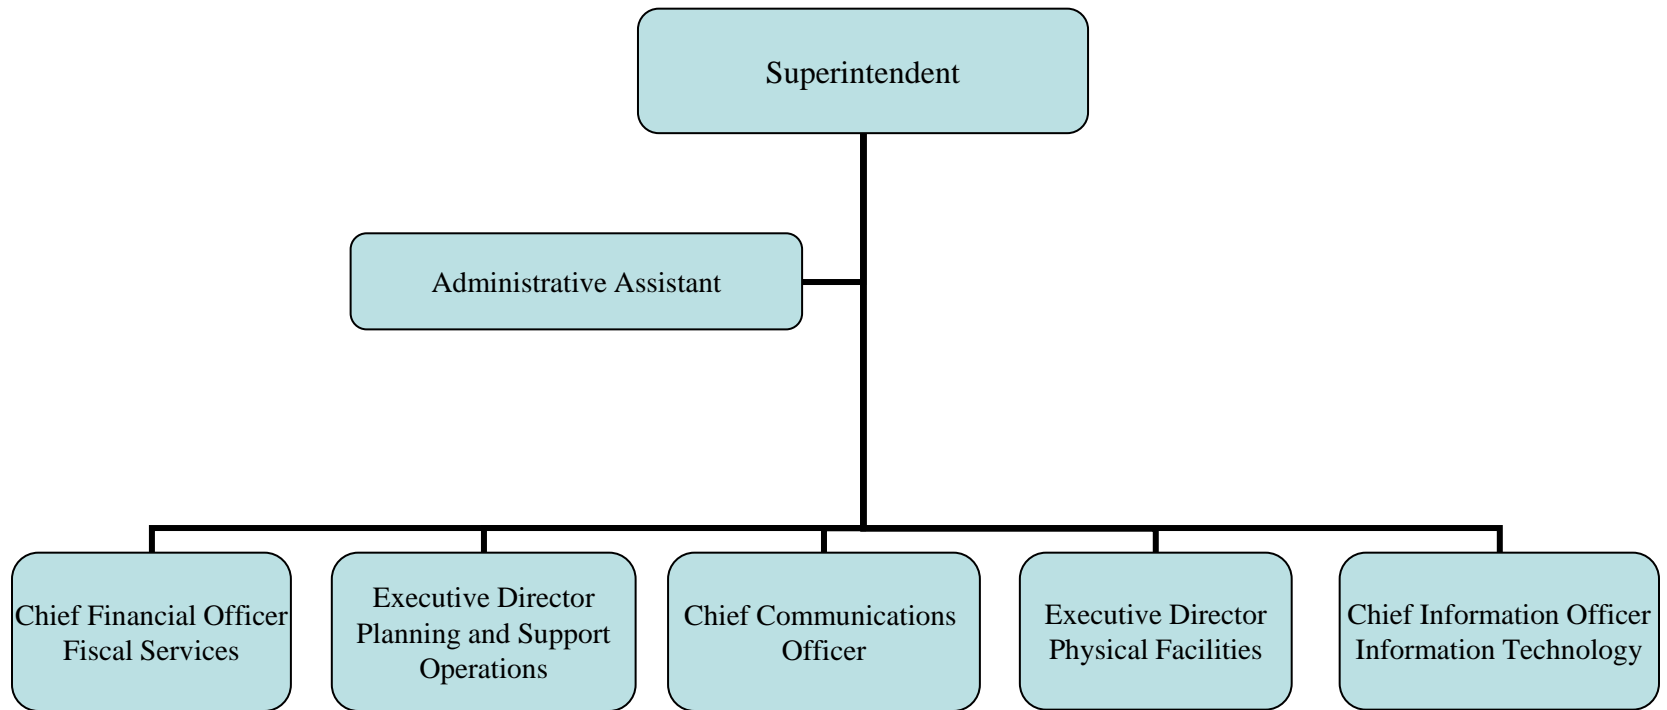 Superintendent
Administrative Assistant
Chief Financial Officer
Fiscal Services
Executive Director
Planning and Support
Operations
Chief Communications
Officer
Executive Director
Physical Facilities
Chief Information Officer
Information Technology